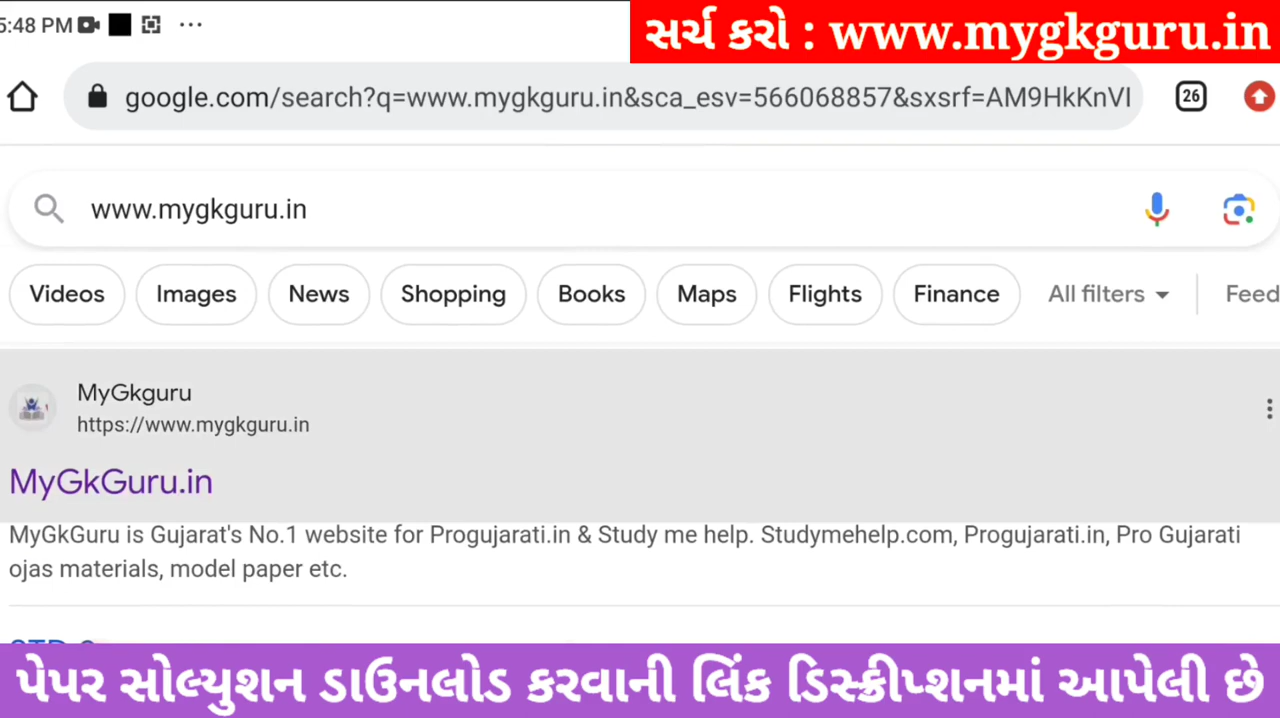 5:48 PM
સર્ચ કરો : www.mygkguru.in
google.com/search?q=www.mygkguru.in&sca_esv=566068857&sxsrf=AM9HkKnVI
26
www.mygkguru.in
Videos Images News Shopping Books Maps Flights Finance All filters Feed
MyGkguru
https://www.mygkguru.in
MyGkGuru.in
MyGkGuru is Gujarat's No.1 website for Progujarati.in & Study me help. Studymehelp.com, Progujarati.in, Pro Gujarati
ojas materials, model paper etc.
પેપર સોલ્યુશન ડાઉનલોડ કરવાની લિંક ડિસ્ક્રીપ્શનમાં આપેલી છે